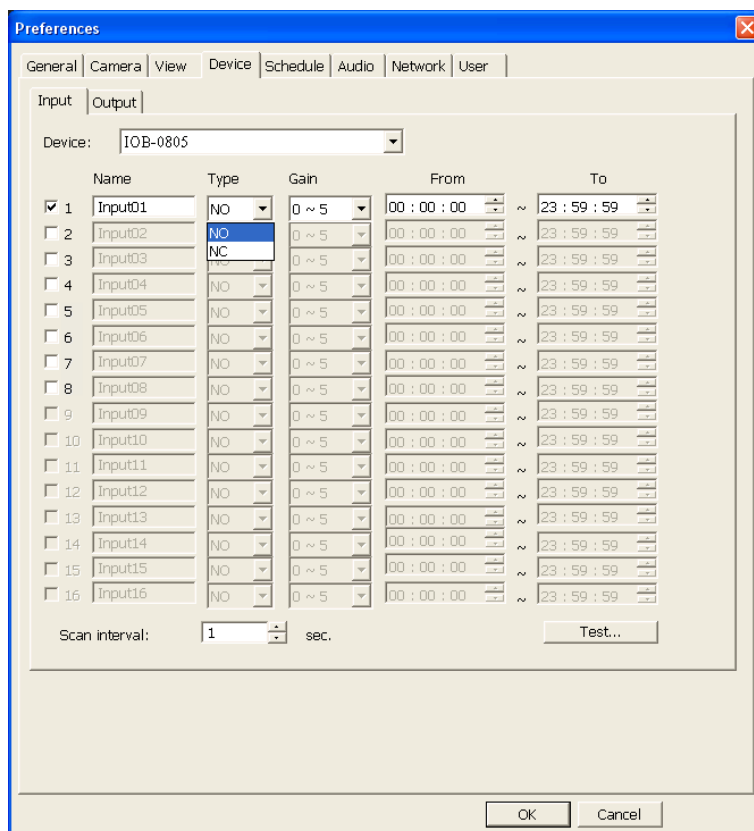 Preferences
General Camera View Device Schedule Audio Network User
Input Output
Device: IOB-0805
Name Type Gain From To
1 Input01 NO 0 ~ 5 00 : 00 : 00 ~ 23 : 59 : 59
2 Input02 NO 0 ~ 5 00 : 00 : 00 ~ 23 : 59 : 59
3 Input03 NC 0 ~ 5 00 : 00 : 00 ~ 23 : 59 : 59
4 Input04 NO 0 ~ 5 00 : 00 : 00 ~ 23 : 59 : 59
5 Input05 NO 0 ~ 5 00 : 00 : 00 ~ 23 : 59 : 59
6 Input06 NO 0 ~ 5 00 : 00 : 00 ~ 23 : 59 : 59
7 Input07 NO 0 ~ 5 00 : 00 : 00 ~ 23 : 59 : 59
8 Input08 NO 0 ~ 5 00 : 00 : 00 ~ 23 : 59 : 59
9 Input09 NO 0 ~ 5 00 : 00 : 00 ~ 23 : 59 : 59
10 Input10 NO 0 ~ 5 00 : 00 : 00 ~ 23 : 59 : 59
11 Input11 NO 0 ~ 5 00 : 00 : 00 ~ 23 : 59 : 59
12 Input12 NO 0 ~ 5 00 : 00 : 00 ~ 23 : 59 : 59
13 Input13 NO 0 ~ 5 00 : 00 : 00 ~ 23 : 59 : 59
14 Input14 NO 0 ~ 5 00 : 00 : 00 ~ 23 : 59 : 59
15 Input15 NO 0 ~ 5 00 : 00 : 00 ~ 23 : 59 : 59
16 Input16 NO 0 ~ 5 00 : 00 : 00 ~ 23 : 59 : 59
Scan interval: 1 sec. Test...
OK Cancel